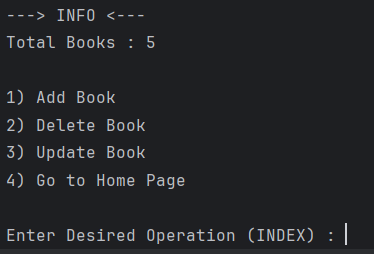 ---> INFO <---
Total Books : 5
1) Add Book
2) Delete Book
3) Update Book
4) Go to Home Page
Enter Desired Operation (INDEX) :